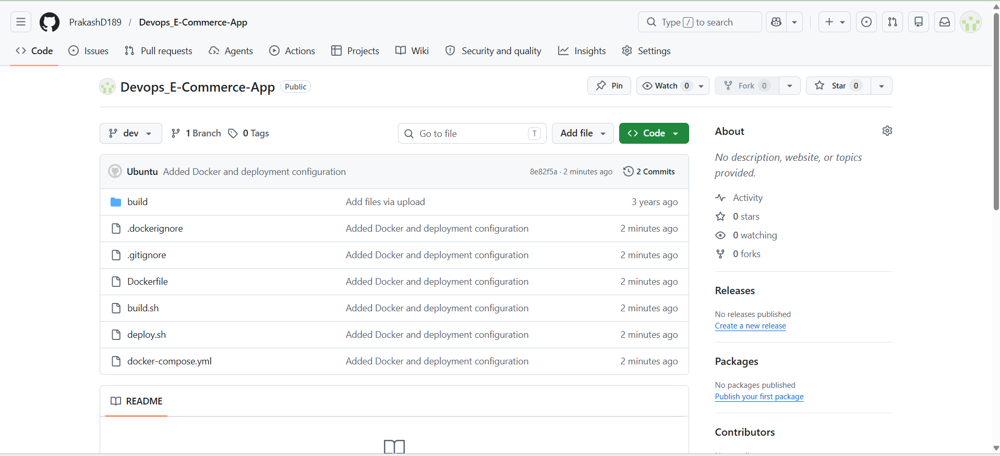 PrakashD189 / Devops_E-Commerce-App
Type / to search
Code Issues Pull requests Agents Actions Projects Wiki Security and quality Insights Settings
Devops_E-Commerce-App Public
Pin Watch 0 Fork 0 Star 0
dev 1 Branch 0 Tags Go to file T Add file Code
Ubuntu Added Docker and deployment configuration 8e82f5a · 2 minutes ago 2 Commits
build Add files via upload 3 years ago
.dockerignore Added Docker and deployment configuration 2 minutes ago
.gitignore Added Docker and deployment configuration 2 minutes ago
Dockerfile Added Docker and deployment configuration 2 minutes ago
build.sh Added Docker and deployment configuration 2 minutes ago
deploy.sh Added Docker and deployment configuration 2 minutes ago
docker-compose.yml Added Docker and deployment configuration 2 minutes ago
README
About
No description, website, or topics
provided.
Activity
0 stars
0 watching
0 forks
Releases
No releases published
Create a new release
Packages
No packages published
Publish your first package
Contributors